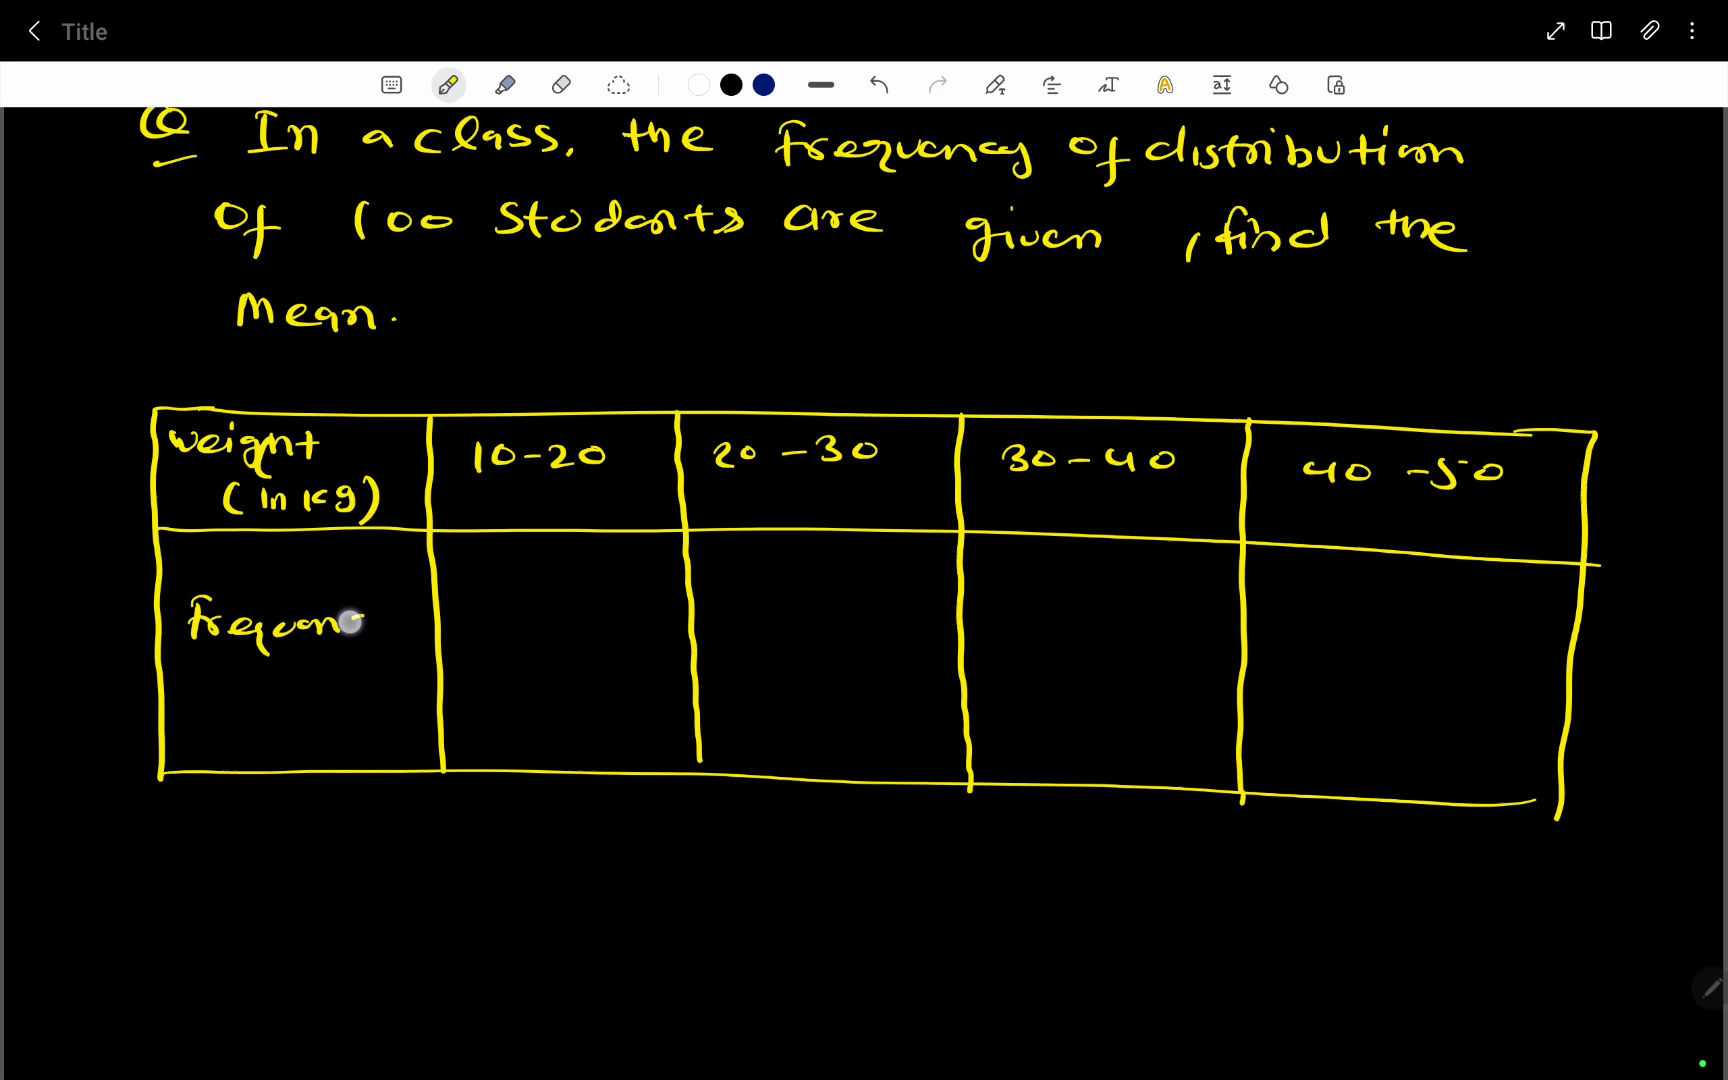 Title
Q In a class, the frequency of distribution
of 100 Students are given, find the
Mean.
weight 10-20 20-30 30-40 40-50
(in kg)
frequen